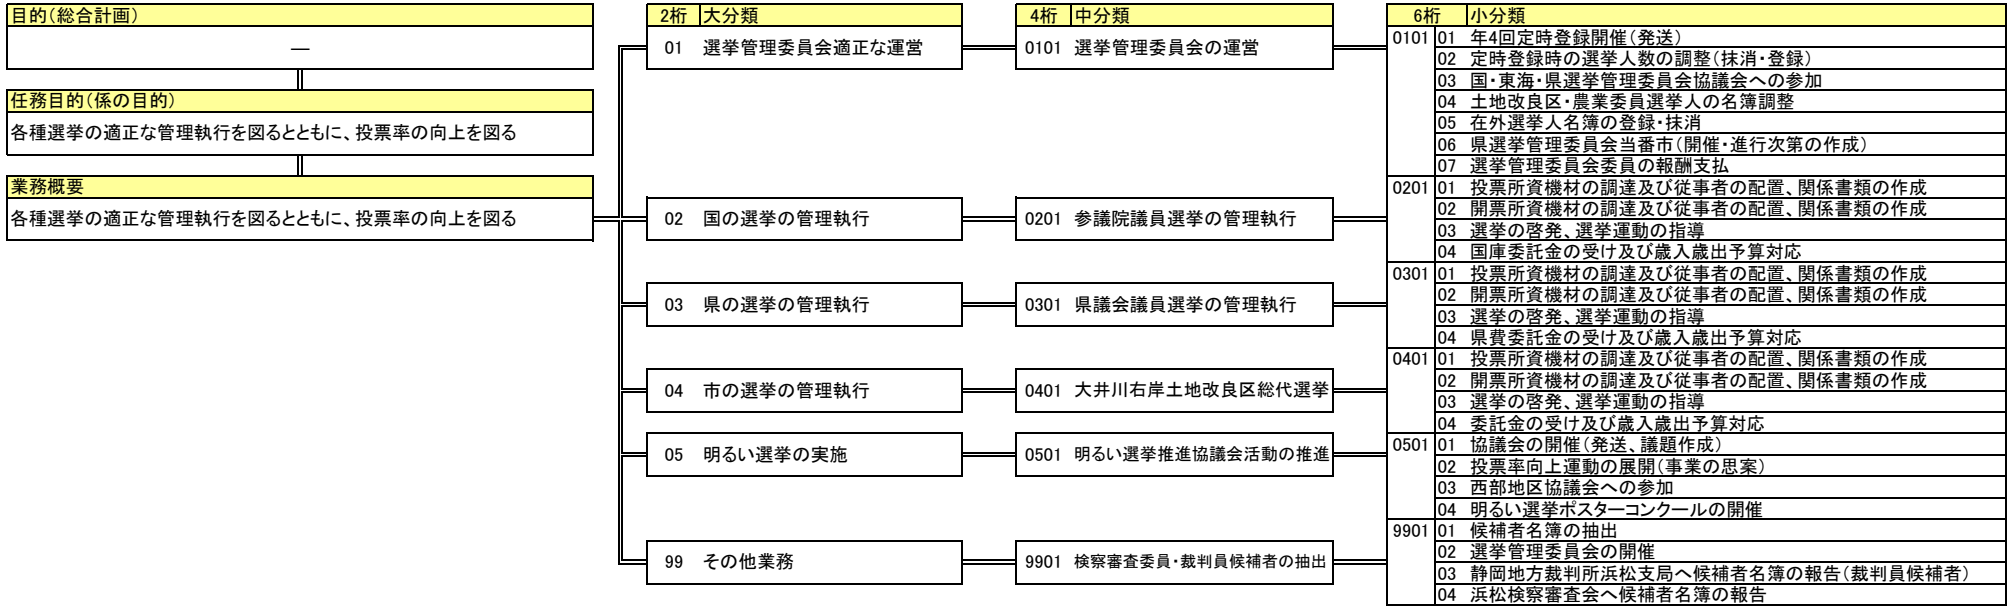 目的(総合計画)
―
任務目的(係の目的)
各種選挙の適正な管理執行を図るとともに、投票率の向上を図る
業務概要
各種選挙の適正な管理執行を図るとともに、投票率の向上を図る
2桁 大分類
01 選挙管理委員会適正な運営
02 国の選挙の管理執行
03 県の選挙の管理執行
04 市の選挙の管理執行
05 明るい選挙の実施
99 その他業務
4桁 中分類
0101 選挙管理委員会の運営
0201 参議院議員選挙の管理執行
0301 県議会議員選挙の管理執行
0401 大井川右岸土地改良区総代選挙
0501 明るい選挙推進協議会活動の推進
9901 検察審査委員・裁判員候補者の抽出
6桁 小分類
0101 01 年4回定時登録開催(発送)
02 定時登録時の選挙人数の調整(抹消・登録)
03 国・東海・県選挙管理委員会協議会への参加
04 土地改良区・農業委員選挙人の名簿調整
05 在外選挙人名簿の登録・抹消
06 県選挙管理委員会当番市(開催・進行次第の作成)
07 選挙管理委員会委員の報酬支払
0201 01 投票所資機材の調達及び従事者の配置、関係書類の作成
02 開票所資機材の調達及び従事者の配置、関係書類の作成
03 選挙の啓発、選挙運動の指導
04 国庫委託金の受け及び歳入歳出予算対応
0301 01 投票所資機材の調達及び従事者の配置、関係書類の作成
02 開票所資機材の調達及び従事者の配置、関係書類の作成
03 選挙の啓発、選挙運動の指導
04 県費委託金の受け及び歳入歳出予算対応
0401 01 投票所資機材の調達及び従事者の配置、関係書類の作成
02 開票所資機材の調達及び従事者の配置、関係書類の作成
03 選挙の啓発、選挙運動の指導
04 委託金の受け及び歳入歳出予算対応
0501 01 協議会の開催(発送、議題作成)
02 投票率向上運動の展開(事業の思案)
03 西部地区協議会への参加
04 明るい選挙ポスターコンクールの開催
9901 01 候補者名簿の抽出
02 選挙管理委員会の開催
03 静岡地方裁判所浜松支局へ候補者名簿の報告(裁判員候補者)
04 浜松検察審査会へ候補者名簿の報告